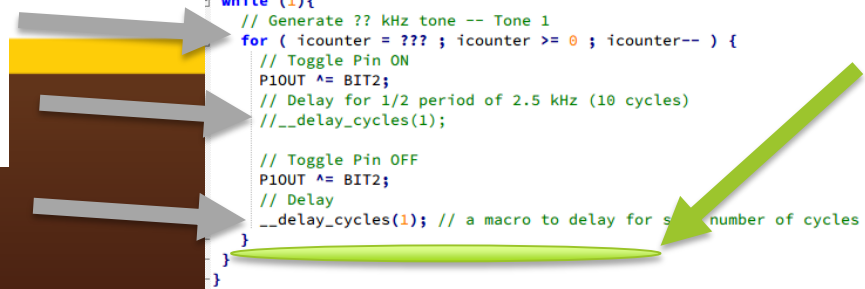 while (1){
// Generate ?? kHz tone -- Tone 1
for ( icounter = ??? ; icounter >= 0 ; icounter-- ) {
// Toggle Pin ON
P1OUT ^= BIT2;
// Delay for 1/2 period of 2.5 kHz (10 cycles)
//__delay_cycles(1);
// Toggle Pin OFF
P1OUT ^= BIT2;
// Delay
__delay_cycles(1); // a macro to delay for number of cycles
}
}
}